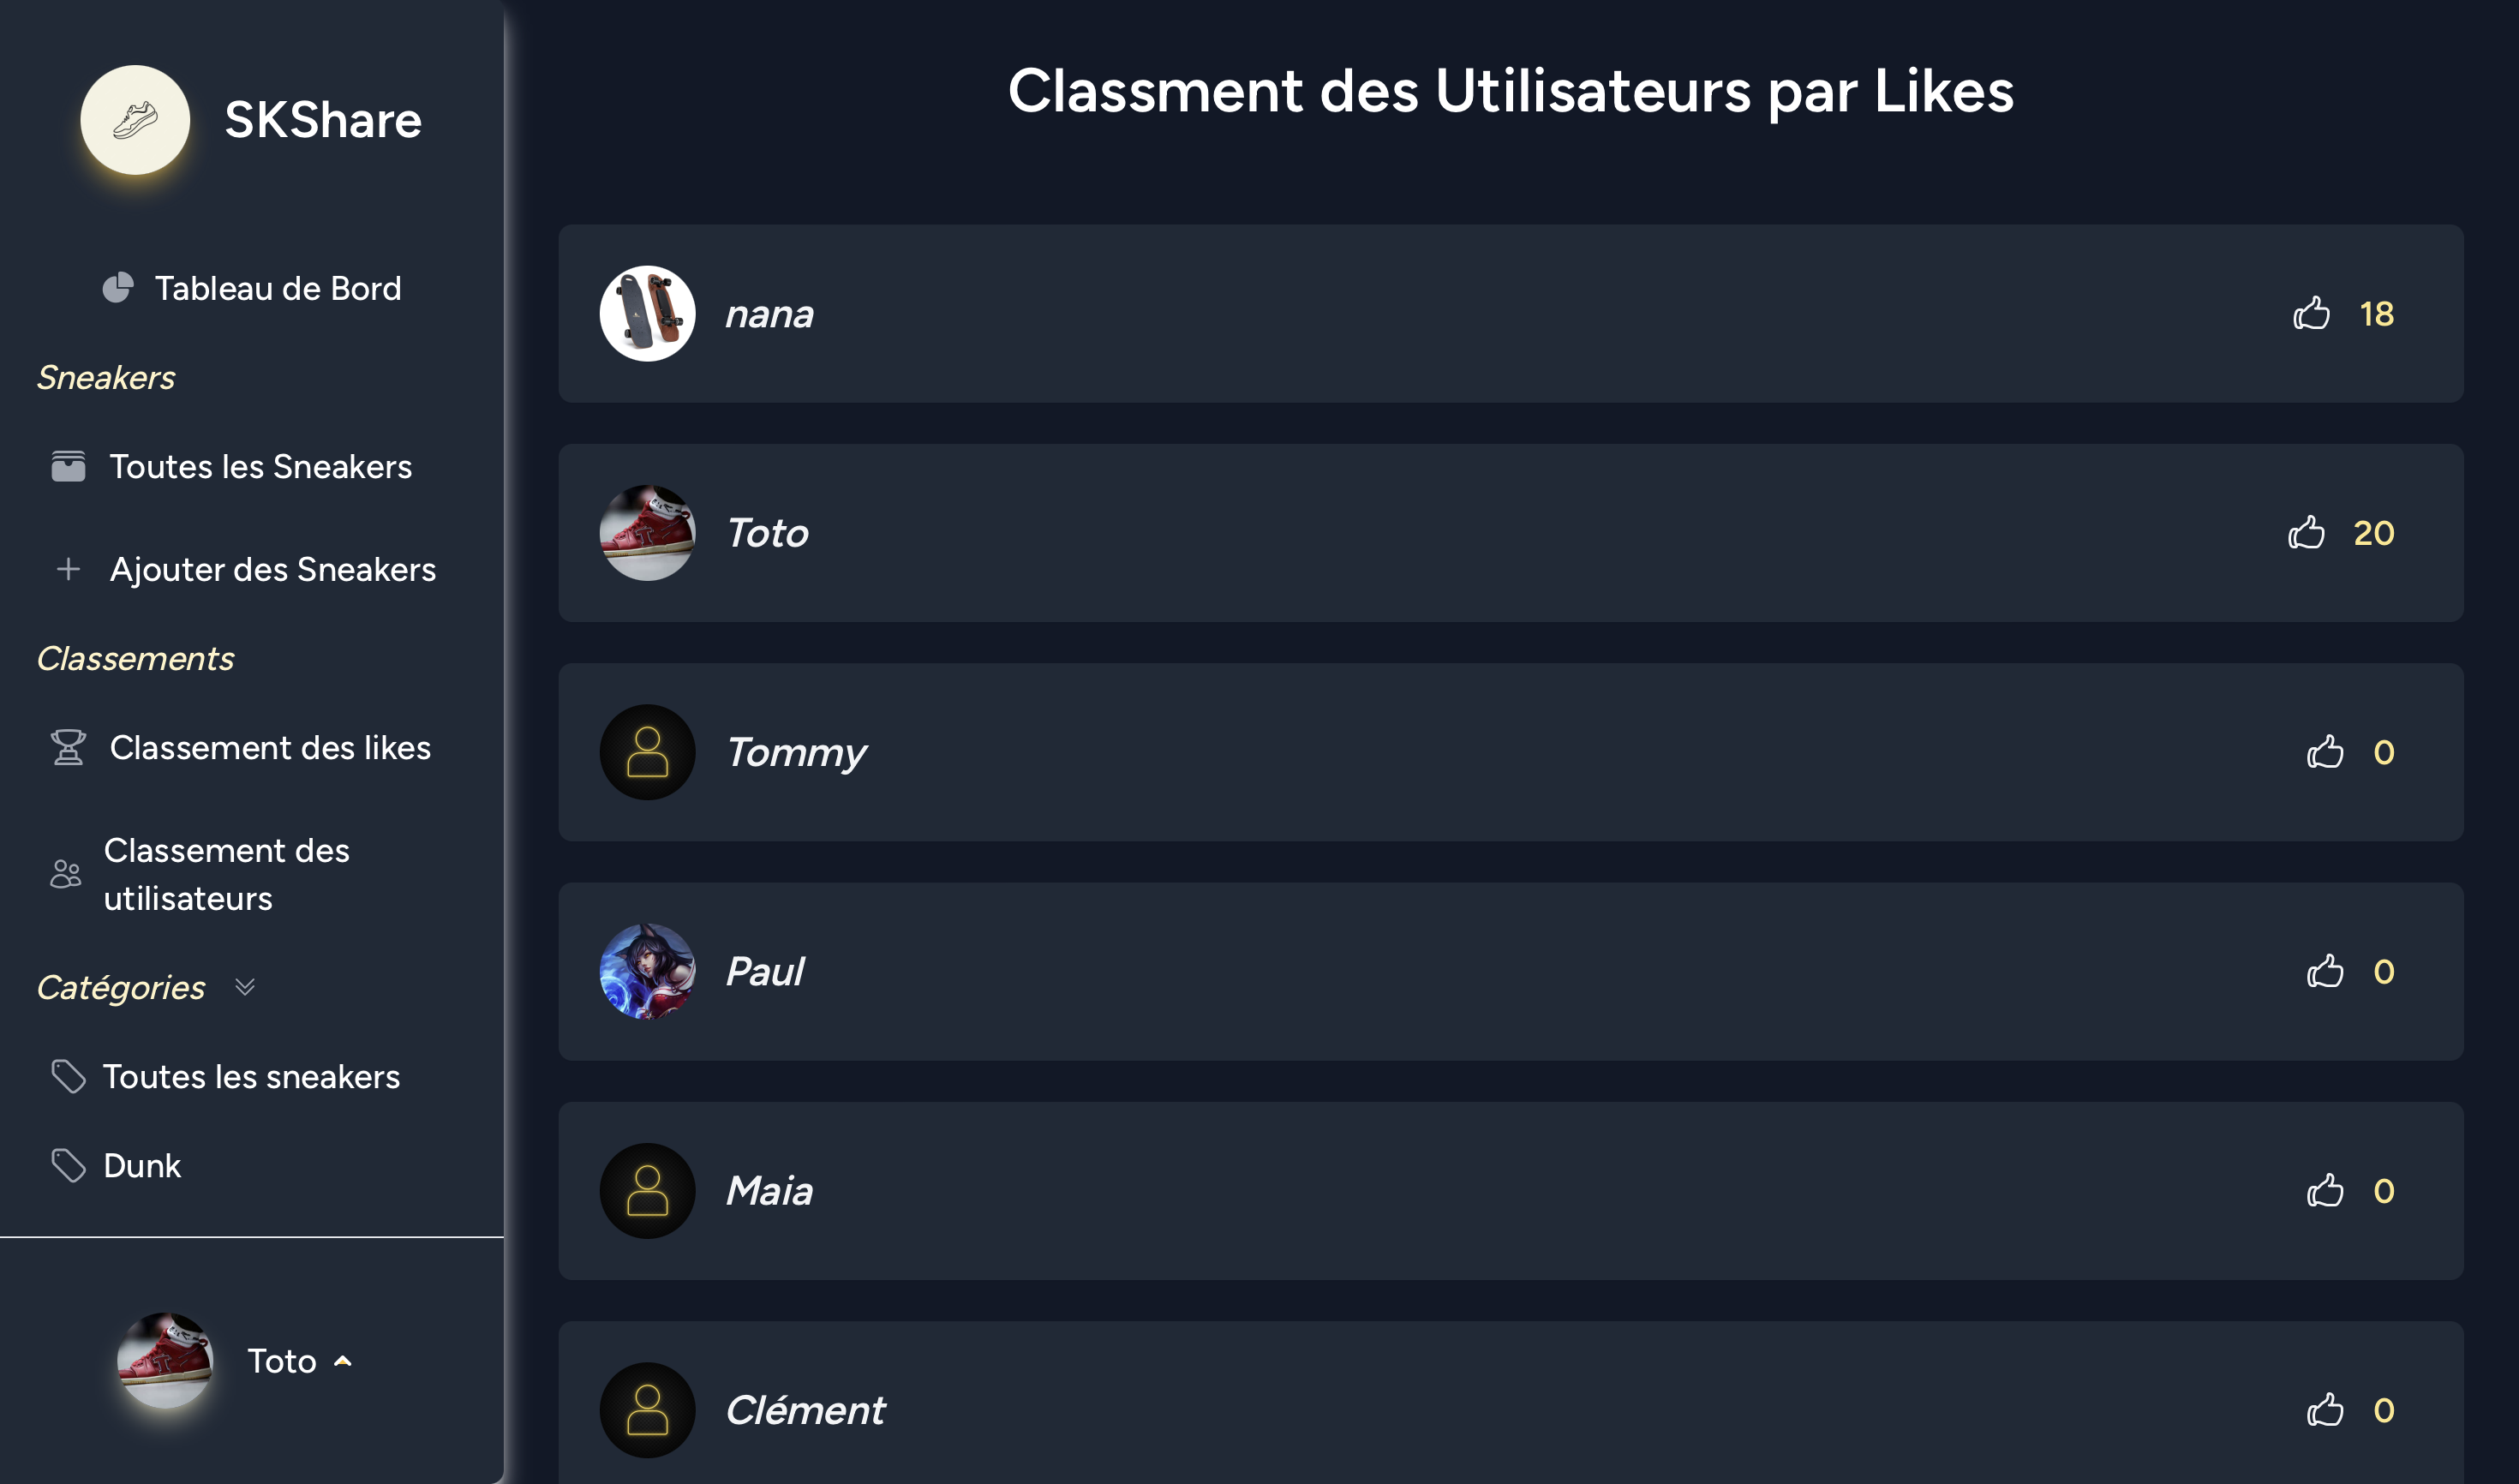 SKShare
Tableau de Bord
Sneakers
Toutes les Sneakers
Ajouter des Sneakers
Classements
Classement des likes
Classement des
utilisateurs
Catégories
Toutes les sneakers
Dunk
Toto
Classment des Utilisateurs par Likes
nana 18
Toto 20
Tommy 0
Paul 0
Maia 0
Clément 0